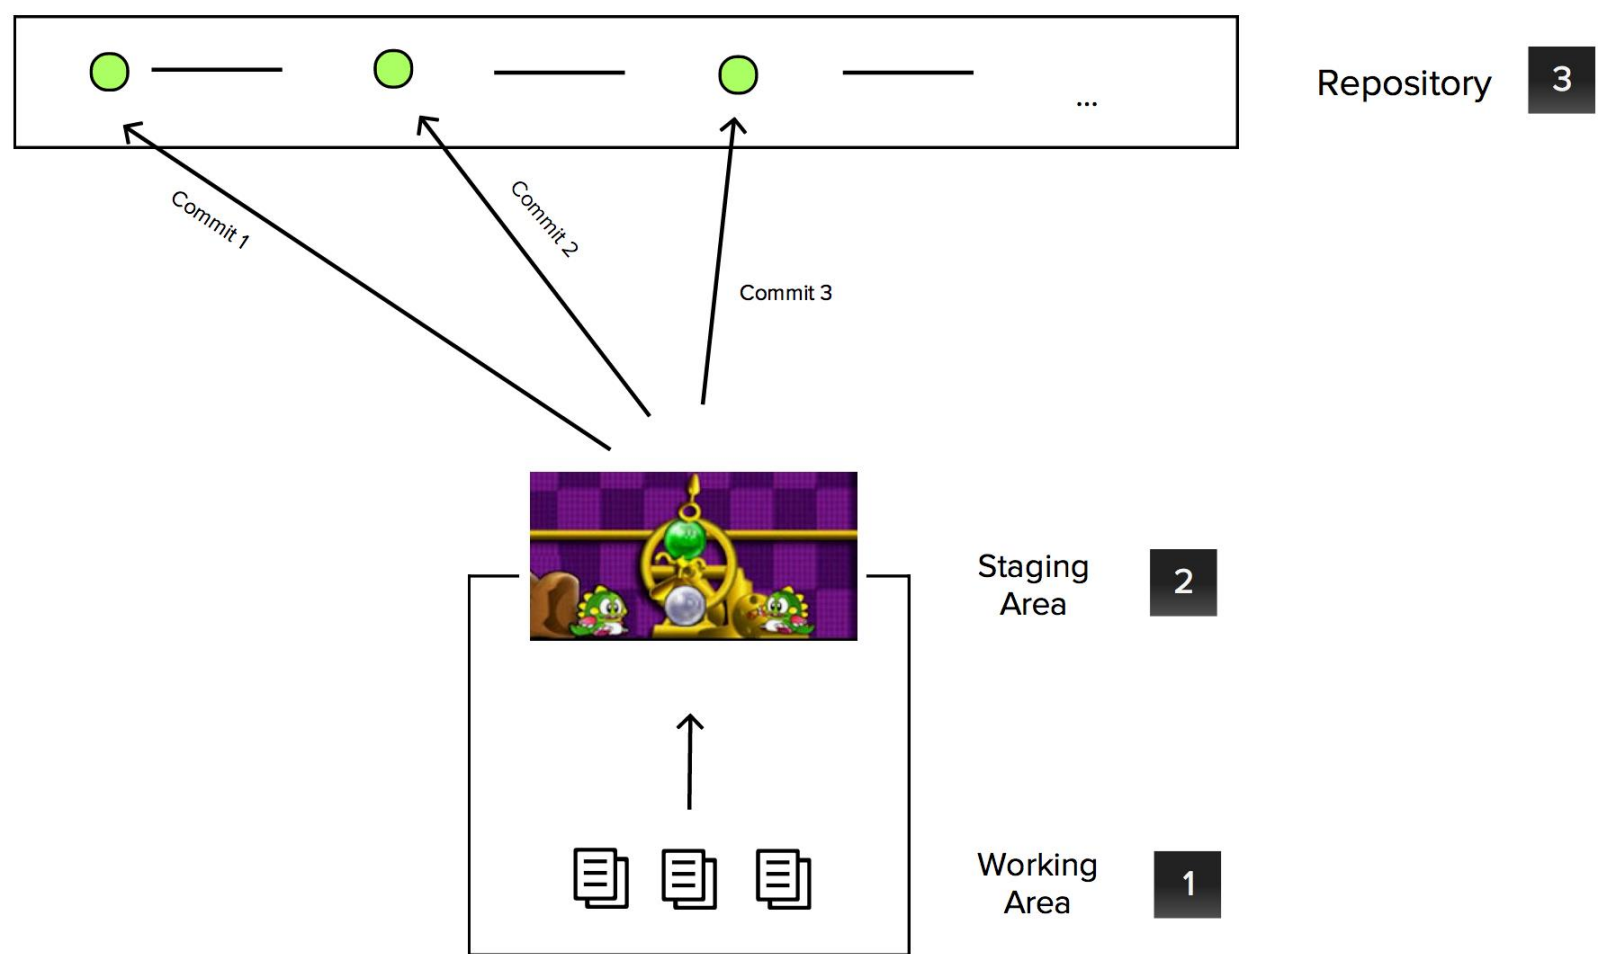 Repository 3
...
Commit 1
Commit 2
Commit 3
Staging
Area
2
Working
Area
1